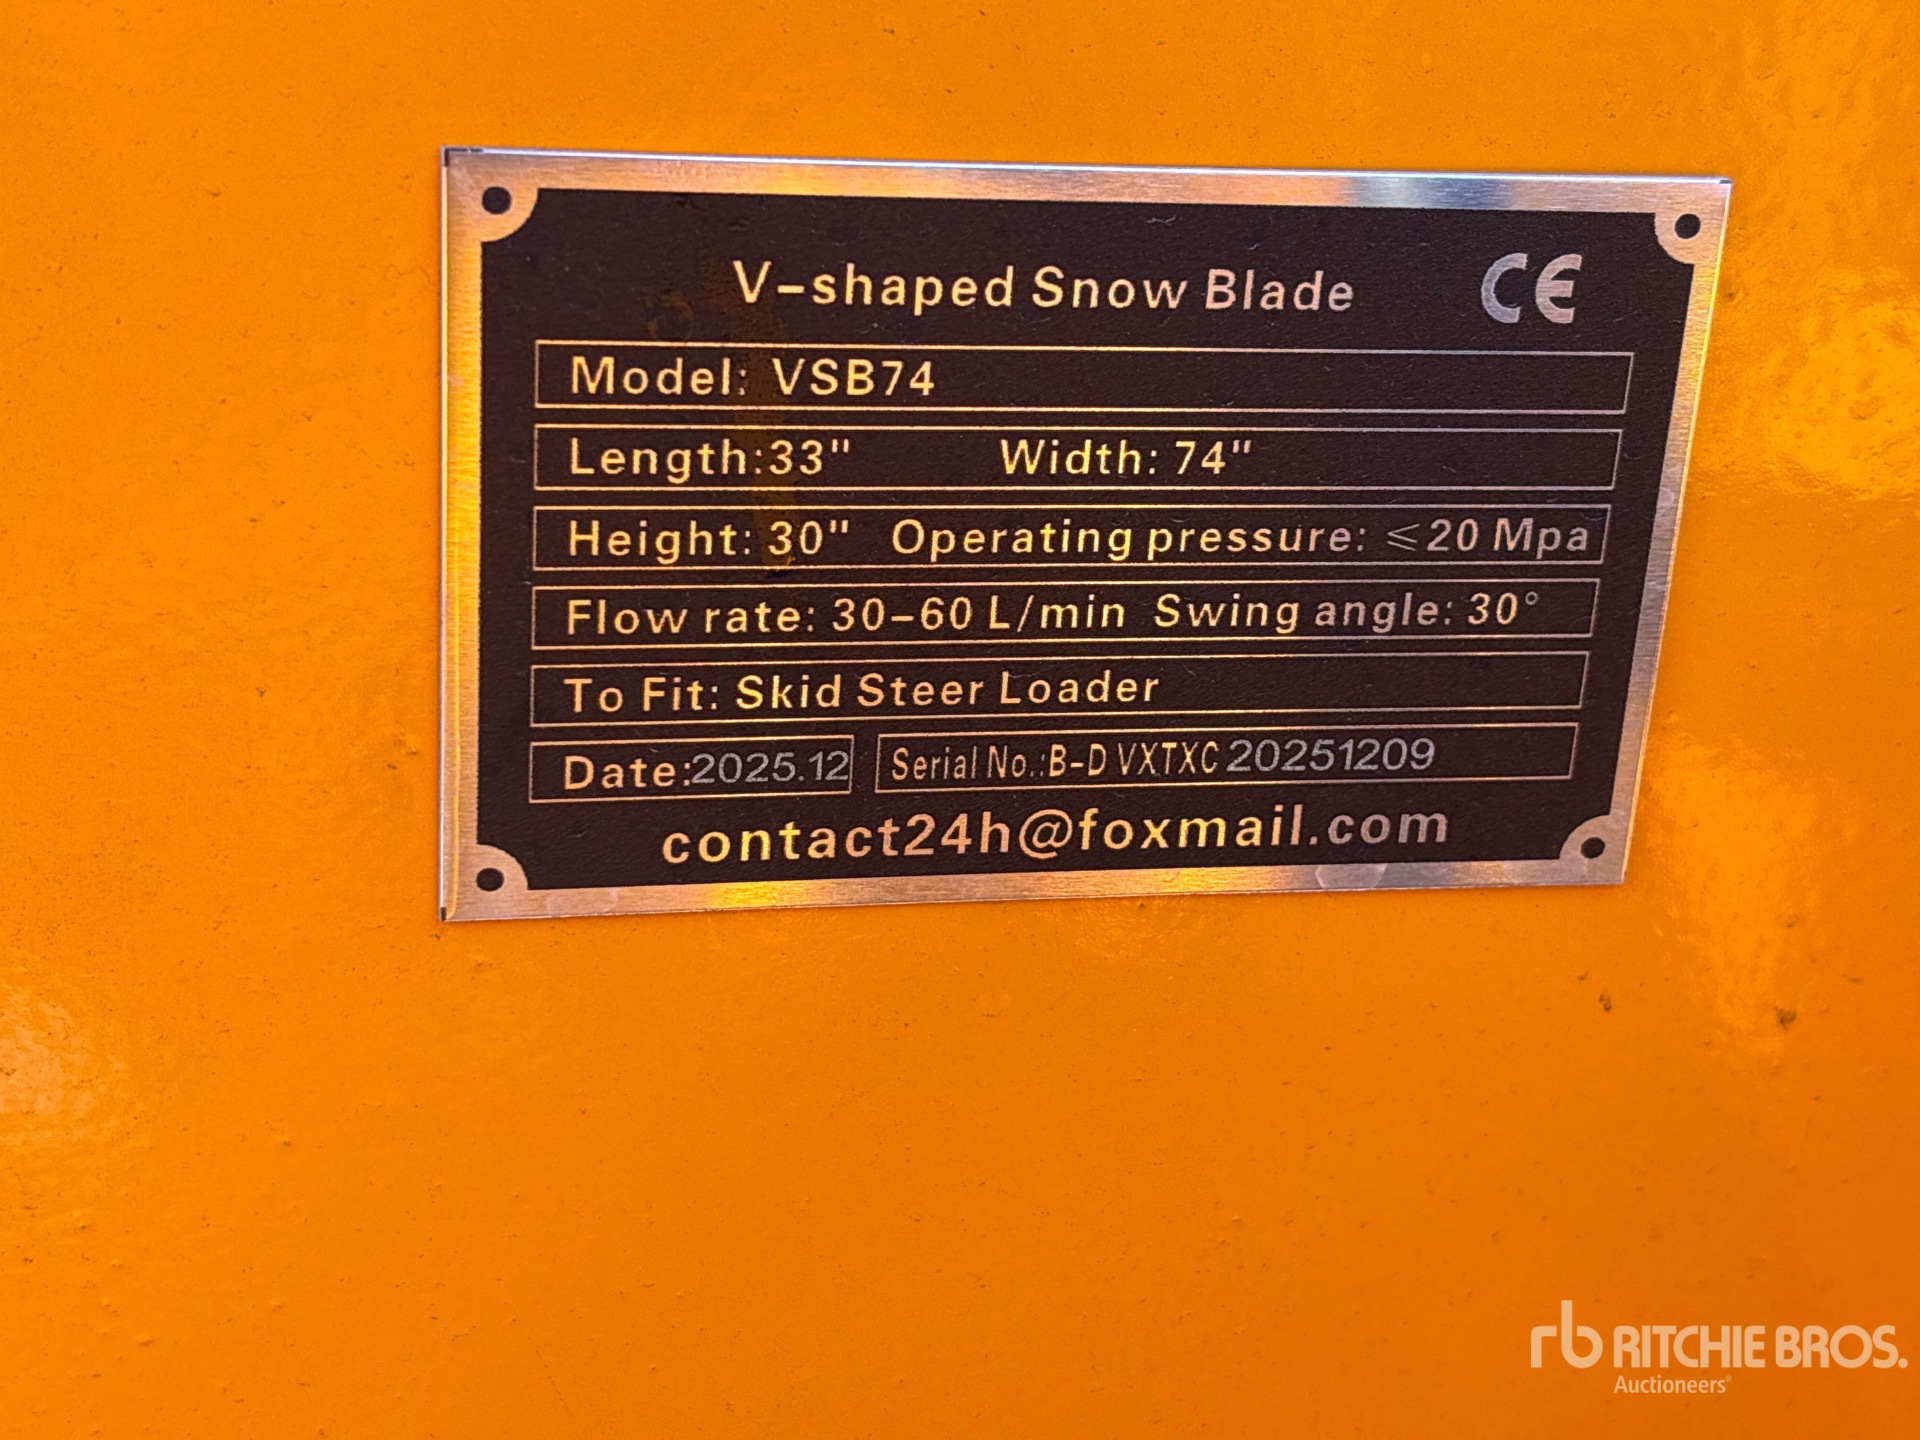 V-shaped Snow Blade CE
Model: VSB74
Length:33" Width: 74"
Height: 30" Operating pressure: ≤20 Mpa
Flow rate: 30-60 L/min Swing angle: 30°
To Fit: Skid Steer Loader
Date:2025.12 Serial No.:B-D VXTXC 20251209
contact24h@foxmail.com
rb RITCHIE BROS.
Auctioneers